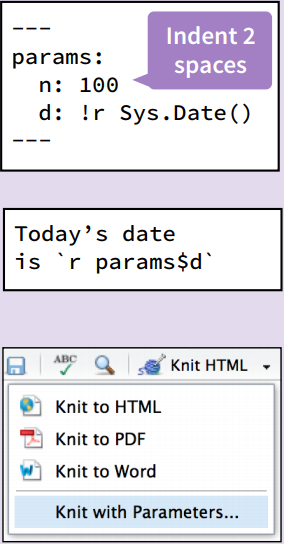 ---
params:
  n: 100
  d: !r Sys.Date()
---
Indent 2
spaces
Today’s date
is `r params$d`
ABC
Knit HTML
Knit to HTML
Knit to PDF
Knit to Word
Knit with Parameters...